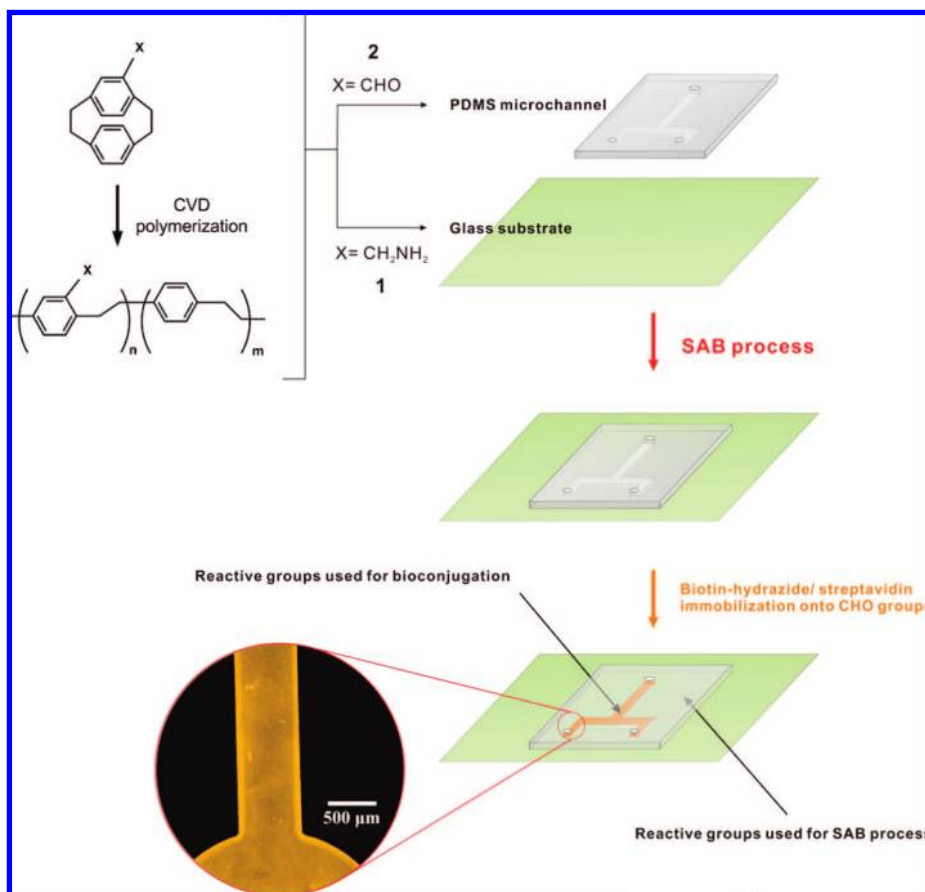 X
CVD
polymerization
X
n
m
2
X= CHO
PDMS microchannel
Glass substrate
X= CH₂NH₂
1
SAB process
Reactive groups used for bioconjugation
Biotin-hydrazide/ streptavidin
immobilization onto CHO group
500 µm
Reactive groups used for SAB process